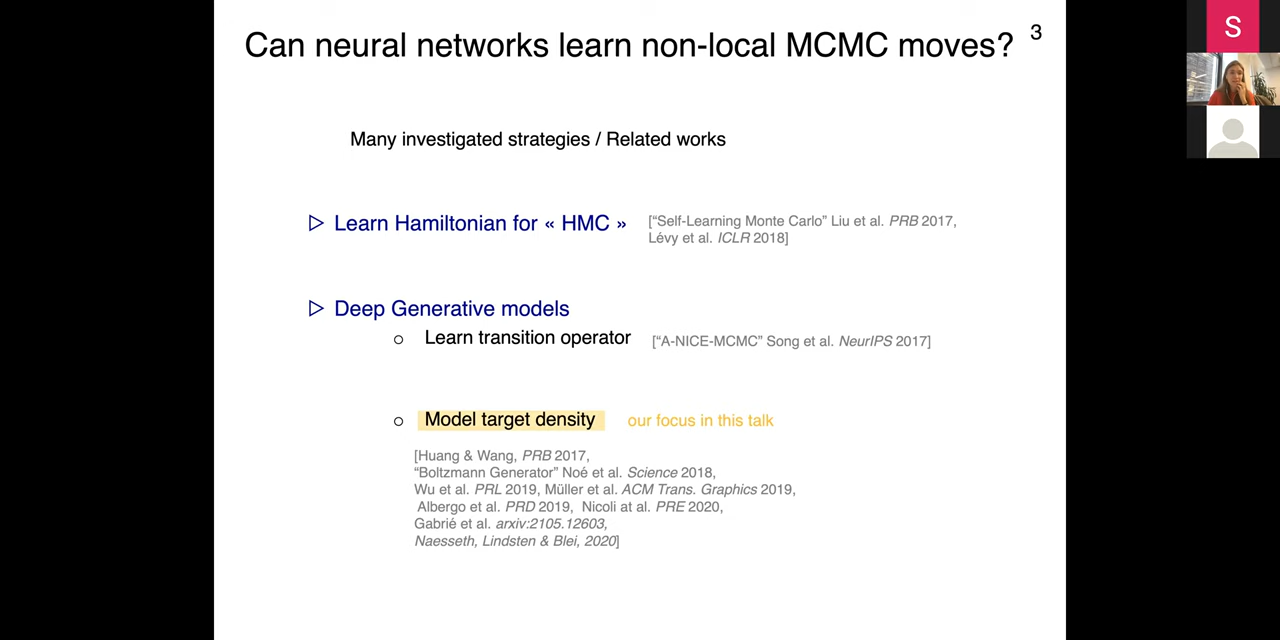 Can neural networks learn non-local MCMC moves?
3
S
Many investigated strategies / Related works
▷ Learn Hamiltonian for « HMC »
[“Self-Learning Monte Carlo” Liu et al. PRB 2017,
Lévy et al. ICLR 2018]
▷ Deep Generative models
○ Learn transition operator
[“A-NICE-MCMC” Song et al. NeurIPS 2017]
○ Model target density
our focus in this talk
[Huang & Wang, PRB 2017,
“Boltzmann Generator” Noé et al. Science 2018,
Wu et al. PRL 2019, Müller et al. ACM Trans. Graphics 2019,
Albergo et al. PRD 2019, Nicoli at al. PRE 2020,
Gabrié et al. arxiv:2105.12603,
Naesseth, Lindsten & Blei, 2020]